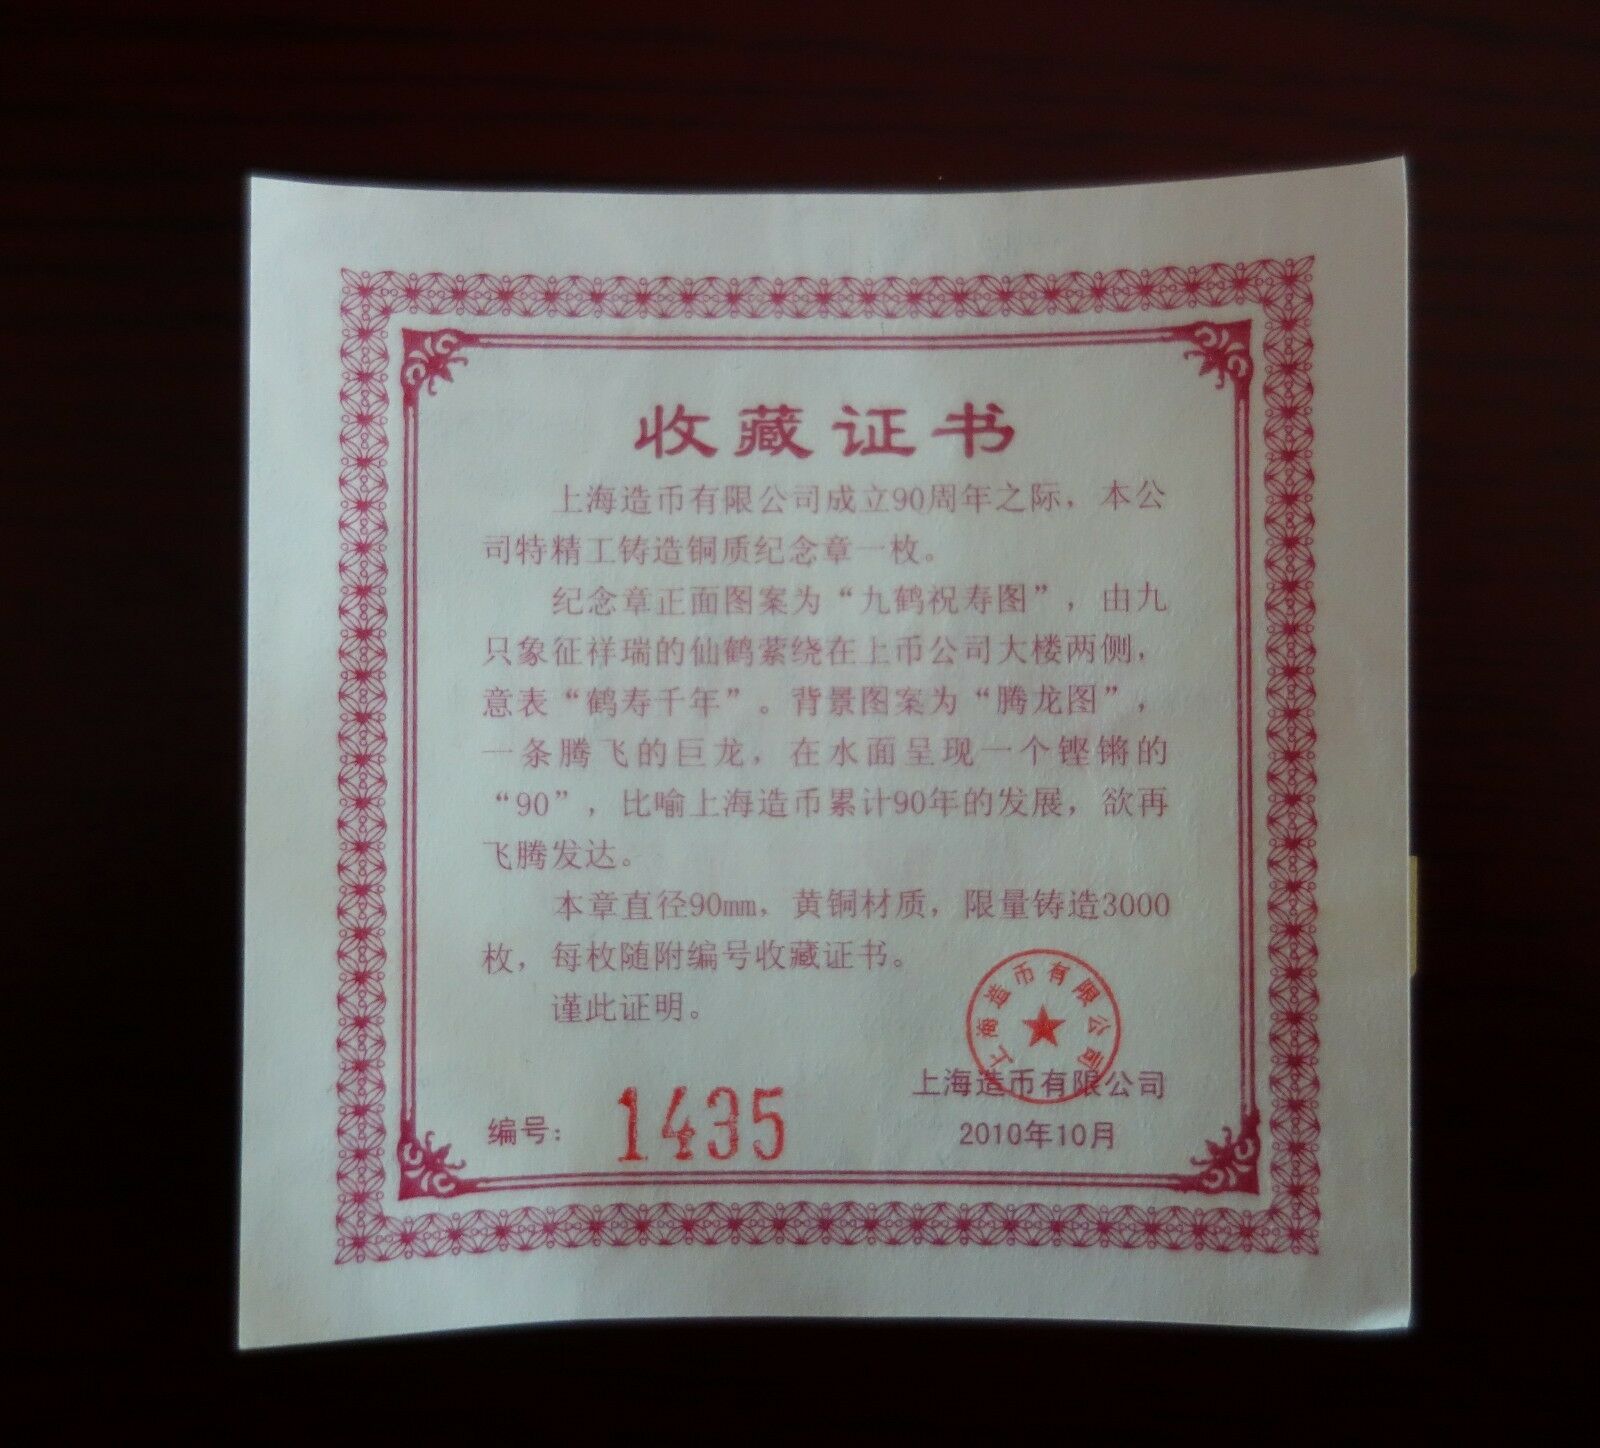 收藏证书
上海造币有限公司成立90周年之际，本公
司特精工铸造铜质纪念章一枚。
纪念章正面图案为“九鹤祝寿图”，由九
只象征祥瑞的仙鹤萦绕在上币公司大楼两侧，
意表“鹤寿千年”。背景图案为“腾龙图”，
一条腾飞的巨龙，在水面呈现一个铿锵的
“90”，比喻上海造币累计90年的发展，欲再
飞腾发达。
本章直径90mm，黄铜材质，限量铸造3000
枚，每枚随附编号收藏证书。
谨此证明。
上海造币有限公司
上海造币有限公司
编号：1435
2010年10月